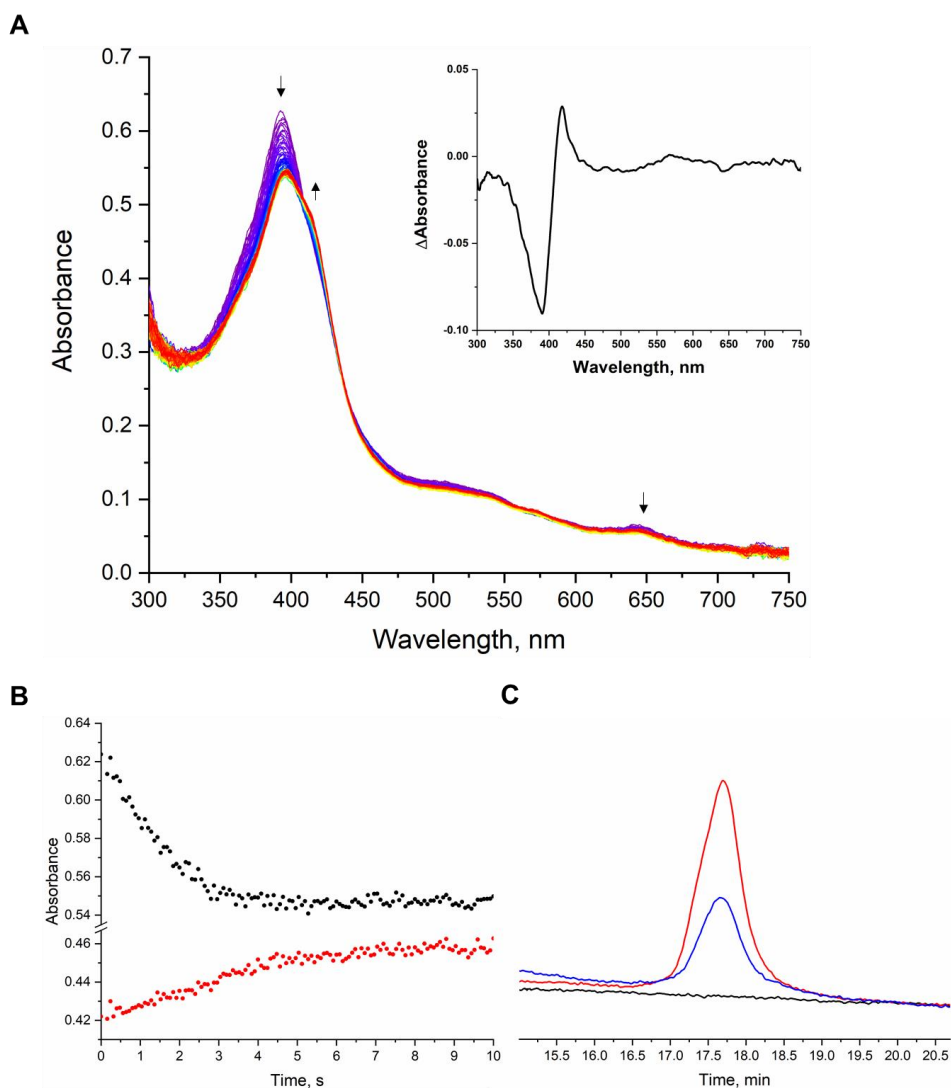 A
0.7
0.6
0.5
0.4
0.3
0.2
0.1
0.0
Absorbance
300 350 400 450 500 550 600 650 700 750
Wavelength, nm
0.05
0.00
-0.05
-0.10
ΔAbsorbance
300 350 400 450 500 550 600 650 700 750
Wavelength, nm
B
0.64
0.62
0.60
0.58
0.56
0.54
0.46
0.44
0.42
Absorbance
0 1 2 3 4 5 6 7 8 9 10
Time, s
C
15.5 16.0 16.5 17.0 17.5 18.0 18.5 19.0 19.5 20.0 20.5
Time, min